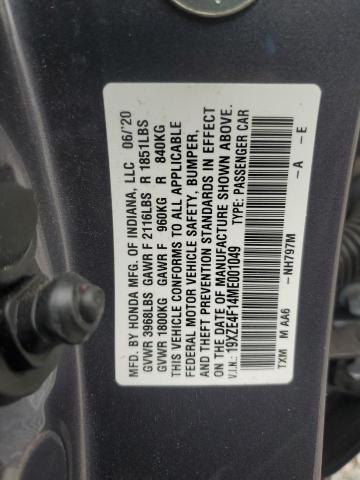 MFD. BY HONDA MFG. OF INDIANA, LLC 06/'20
GVWR 3968LBS GAWR F 2116LBS R 1851LBS
GVWR 1800KG GAWR F 960KG R 840KG
THIS VEHICLE CONFORMS TO ALL APPLICABLE
FEDERAL MOTOR VEHICLE SAFETY, BUMPER,
AND THEFT PREVENTION STANDARDS IN EFFECT
ON THE DATE OF MANUFACTURE SHOWN ABOVE.
V.I.N.: 19XZE4F14ME001049 TYPE: PASSENGER CAR
TXM M AA6 -NH797M -A -E